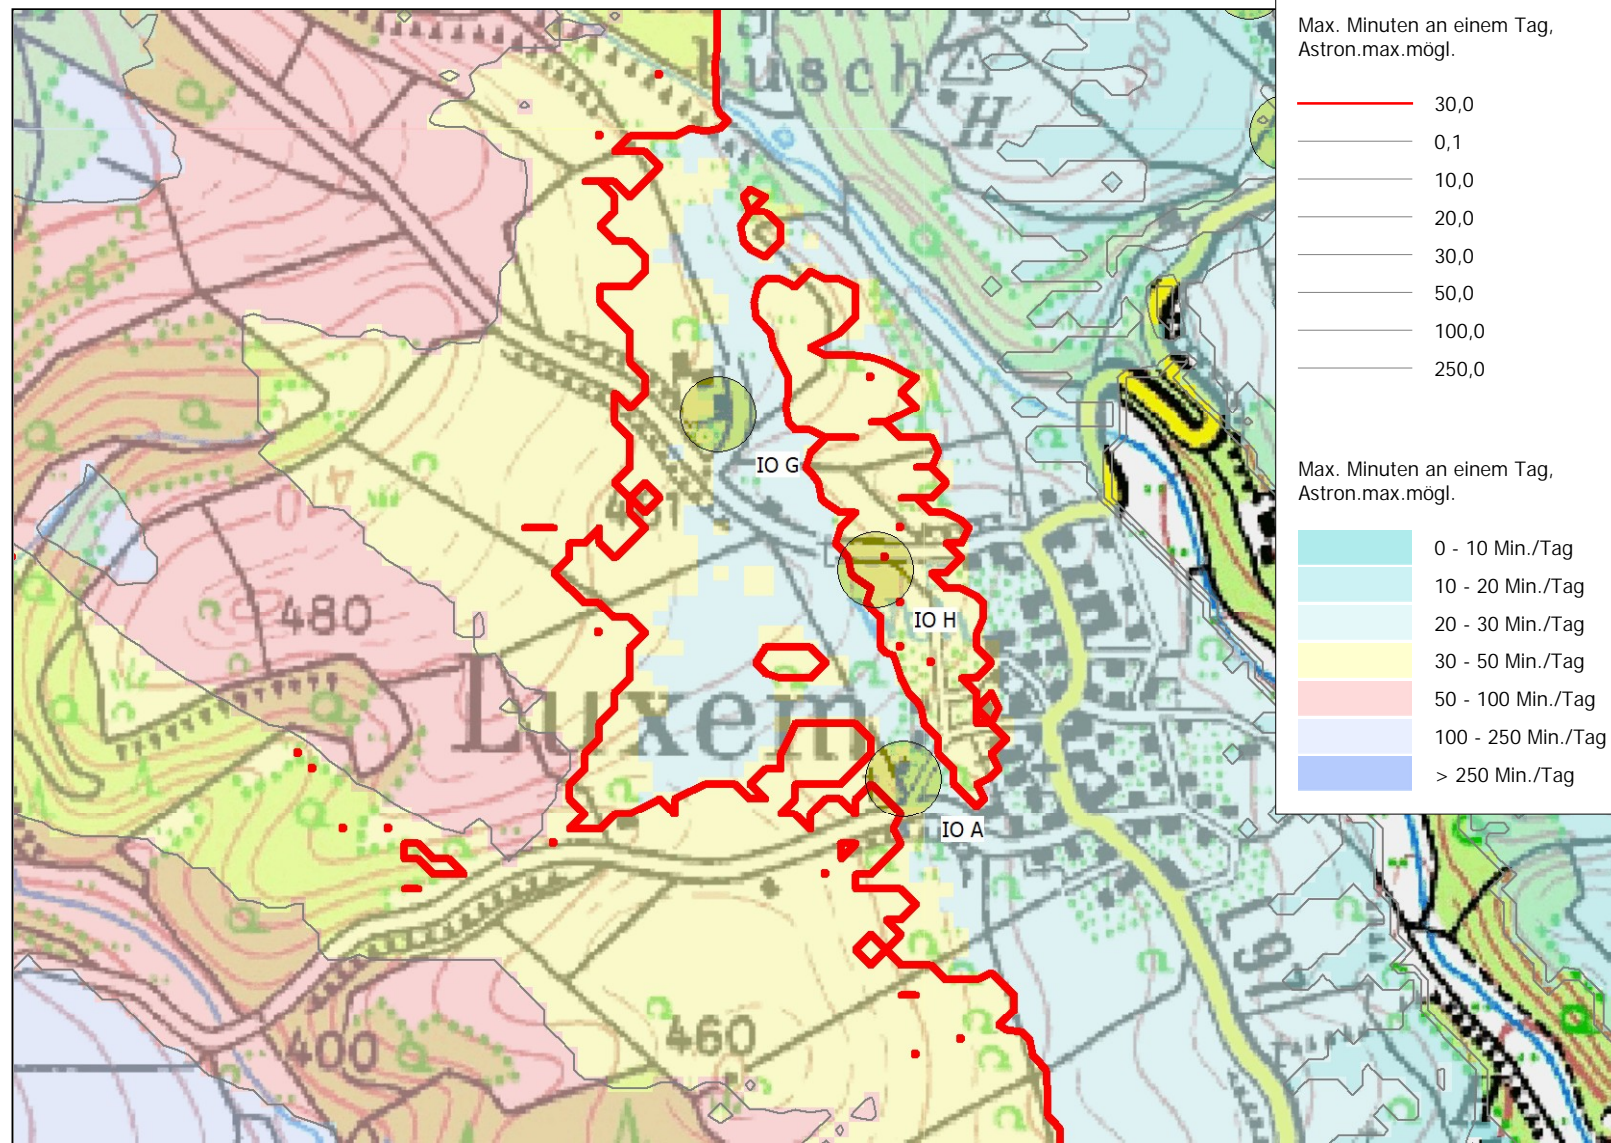 busch
H
480
IO G
IO H
480
Luxem
IO A
460
400
Max. Minuten an einem Tag,
Astron.max.mögl.
30,0
0,1
10,0
20,0
30,0
50,0
100,0
250,0
Max. Minuten an einem Tag,
Astron.max.mögl.
0 - 10 Min./Tag
10 - 20 Min./Tag
20 - 30 Min./Tag
30 - 50 Min./Tag
50 - 100 Min./Tag
100 - 250 Min./Tag
> 250 Min./Tag